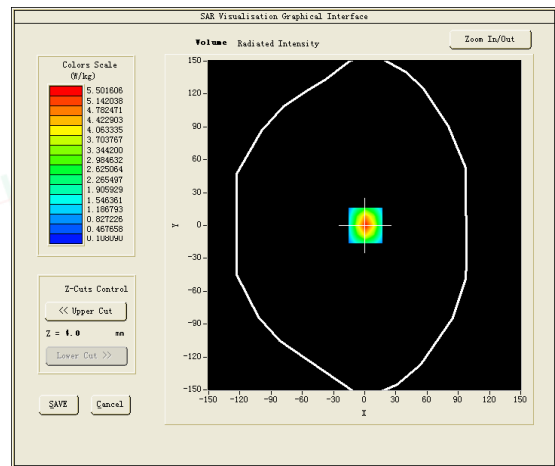 SAR Visualisation Graphical Interface
Volume Radiated Intensity
Zoom In/Out
Colors Scale
(W/kg)
5.501606
5.142038
4.782471
4.422903
4.063335
3.703767
3.344200
2.984632
2.625064
2.265497
1.905929
1.546361
1.186793
0.827226
0.467658
0.108090
Z-Cuts Control
<< Upper Cut
Z = 4.0 mm
Lower Cut >>
SAVE
Cancel
150
120
90
60
30
0
-30
-60
-90
-120
-150
Y
-150 -120 -90 -60 -30 0 30 60 90 120 150
X